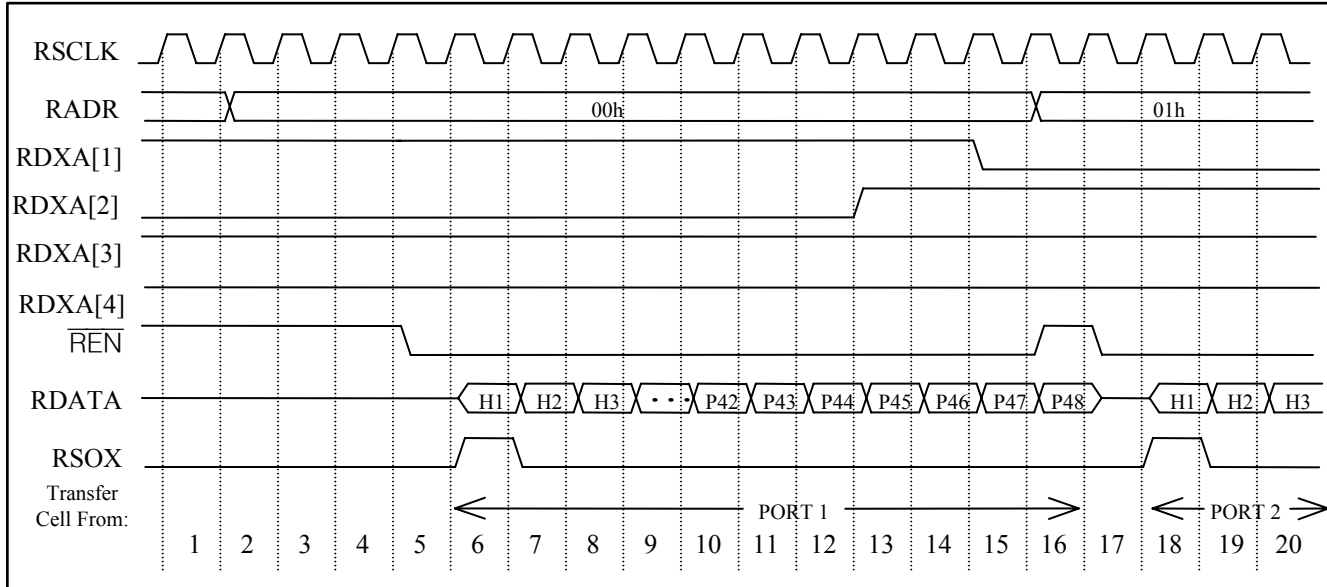 RSCLK
RADR 00h 01h
RDXA[1]
RDXA[2]
RDXA[3]
RDXA[4]
REN
RDATA H1 H2 H3 • • • P42 P43 P44 P45 P46 P47 P48 H1 H2 H3
RSOX
Transfer
Cell From: PORT 1 PORT 2
1 2 3 4 5 6 7 8 9 10 11 12 13 14 15 16 17 18 19 20